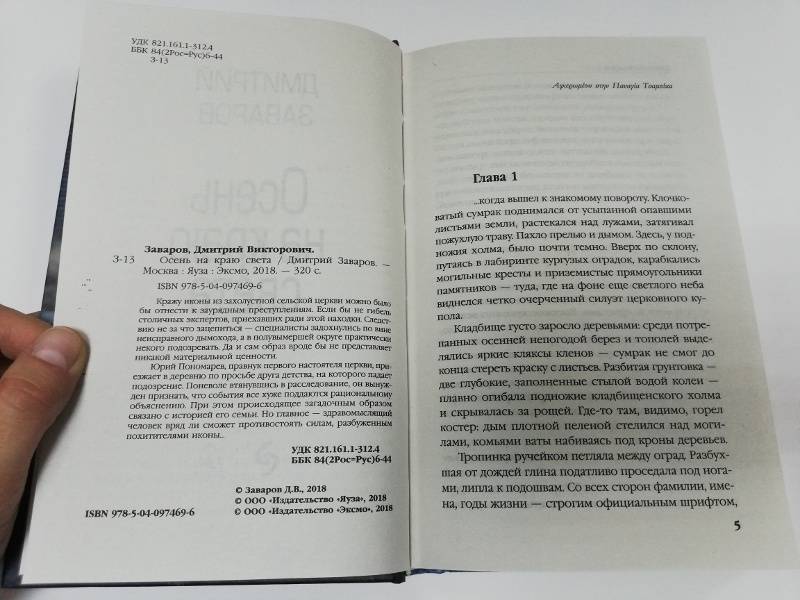 УДК 821.161.1-312.4
ББК 84(2Рос=Рус)6-44
З-13
Заваров, Дмитрий Викторович.
З-13 Осень на краю света / Дмитрий Заваров. —
Москва : Яуза : Эксмо, 2018. — 320 с.
ISBN 978-5-04-097469-6
Кражу иконы из захолустной сельской церкви можно было
бы отнести к заурядным преступлениям. Если бы не гибель
столичных экспертов, приехавших ради этой находки. Следст-
вию не за что зацепиться — специалисты задохнулись по вине
неисправного дымохода, а в полувымершей округе практически
некого подозревать. Да и сам образ вроде бы не представляет
никакой материальной ценности.
Юрий Пономарев, правнук первого настоятеля церкви, при-
езжает в деревню по просьбе друга детства, на которого падает
подозрение. Поневоле втянувшись в расследование, он вынуж-
ден признать, что события все хуже поддаются рациональному
объяснению. При этом происходящее загадочным образом
связано с историей его семьи. Но главное — здравомыслящий
человек вряд ли сможет противостоять силам, разбуженным
похитителями иконы..
УДК 821.161.1-312.4
ББК 84(2Рос=Рус)6-44
© Заваров Д.В., 2018
© ООО «Издательство «Яуза», 2018
ISBN 978-5-04-097469-6 © ООО «Издательство «Эксмо», 2018
Αφιερωμένο στην Παναγία Τσαμπίκα
Глава 1
...когда вышел к знакомому повороту. Клочко-
ватый сумрак поднимался от усыпанной опавшими
листьями земли, растекался над лужами, затягивал
пожухлую траву. Пахло прелью и дымом. Здесь, у под-
ножия холма, было почти темно. Вверх по склону,
путаясь в лабиринте кургузых оградок, карабкались
могильные кресты и приземистые прямоугольники
памятников — туда, где на фоне еще светлого неба
виднелся четко очерченный силуэт церковного ку-
пола.
Кладбище густо заросло деревьями: среди потре-
панных осенней непогодой берез и тополей выде-
лялись яркие кляксы кленов — сумрак не смог до
конца стереть краску с листьев. Разбитая грунтовка —
две глубокие, заполненные стылой водой колеи —
плавно огибала подножие кладбищенского холма
и скрывалась за рощей. Где-то там, видимо, горел
костер: дым плотной пеленой стелился над моги-
лами, комьями ваты набиваясь под кроны деревьев.
Тропинка ручейком петляла между оград. Разбух-
шая от дождей глина податливо проседала под нога-
ми, липла к подошвам. Со всех сторон фамилии, име-
на, годы жизни — строгим официальным шрифтом,
5